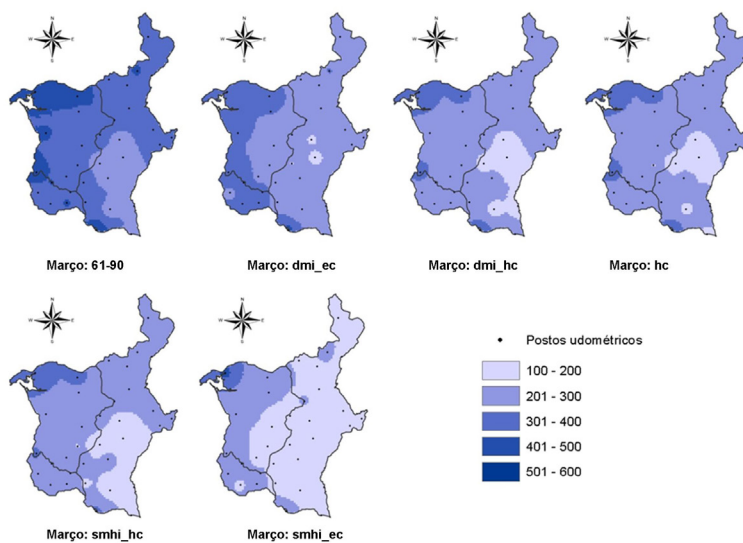 Março: 61-90
Março: dmi_ec
Março: dmi_hc
Março: hc
Março: smhi_hc
Março: smhi_ec
Postos udométricos
100 - 200
201 - 300
301 - 400
401 - 500
501 - 600